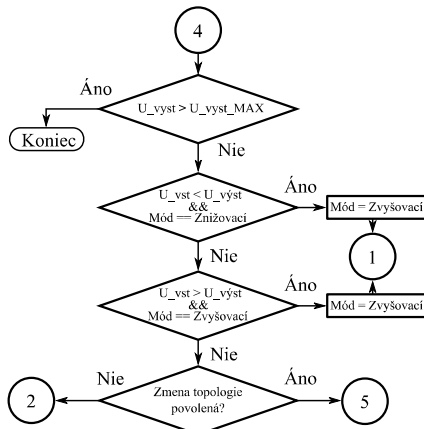 4
Áno
U_vyst > U_vyst_MAX
Koniec
Nie
U_vst < U_výst
&&
Mód == Znižovací
Áno
Mód = Zvyšovací
1
Nie
U_vst > U_výst
&&
Mód == Zvyšovací
Áno
Mód = Zvyšovací
Nie
Nie
Zmena topologie
povolená?
Áno
2
5